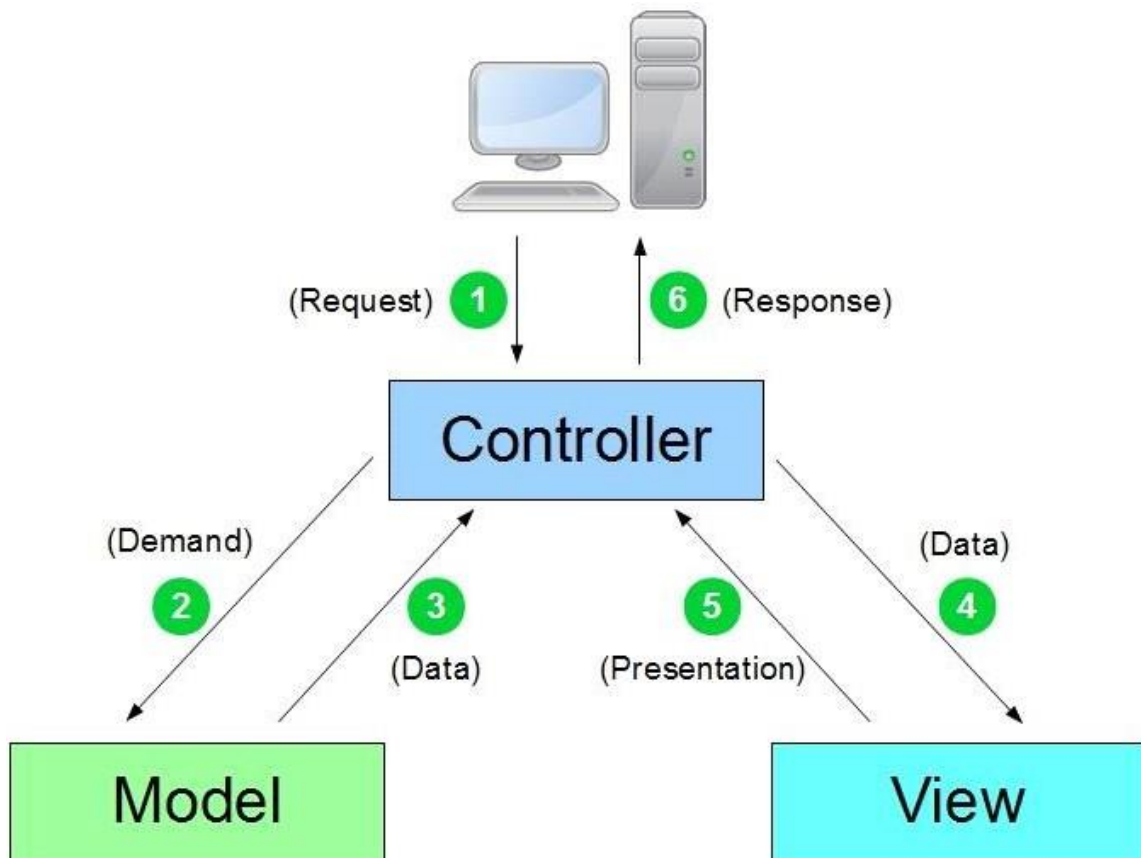 (Request) 1
6 (Response)
Controller
(Demand)
2
3
(Data)
5
(Presentation)
(Data)
4
Model
View